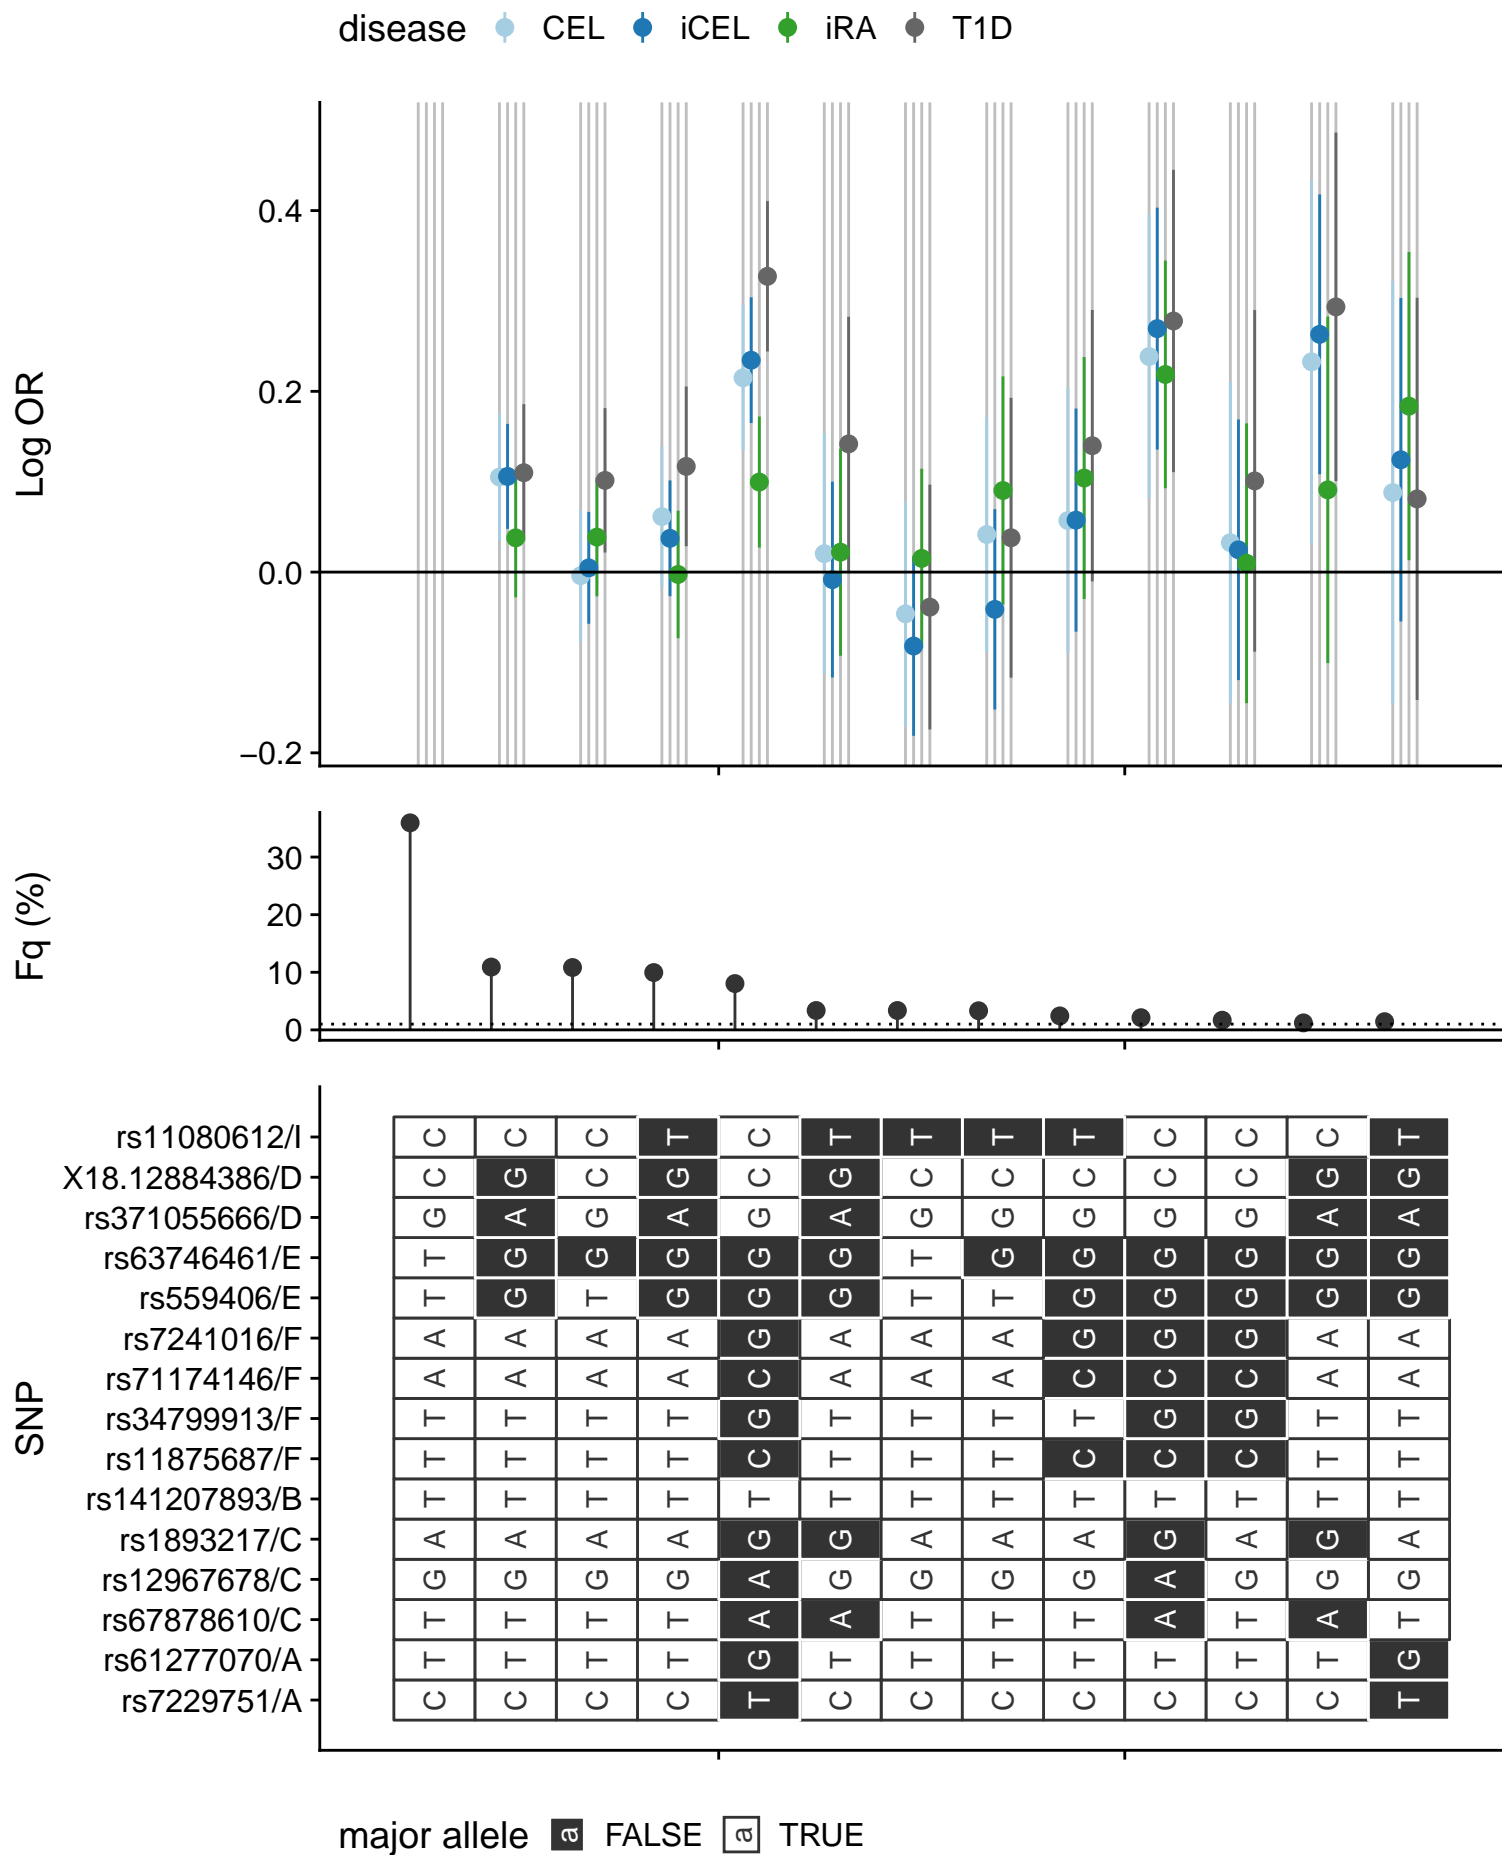 disease CEL iCEL iRA T1D
Log OR
0.4
0.2
0.0
−0.2
Fq (%)
30
20
10
0
SNP
rs11080612/I C C C T C T T T T C C C T
X18.12884386/D C G C G C G C C C C C G G
rs371055666/D G A G A G A G G G G G A A
rs63746461/E T G G G G G T G G G G G G
rs559406/E T G T G G G T T G G G G G
rs7241016/F A A A A G A A A G G G A A
rs71174146/F A A A A C A A A C C C A A
rs34799913/F T T T T G T T T T G G T T
rs11875687/F T T T T C T T T C C C T T
rs141207893/B T T T T T T T T T T T T T
rs1893217/C A A A A G G A A A G A G A
rs12967678/C G G G G A G G G G A G G G
rs67878610/C T T T T A A T T T A T A T
rs61277070/A T T T T G T T T T T T T G
rs7229751/A C C C C T C C C C C C C T
major allele a FALSE a TRUE